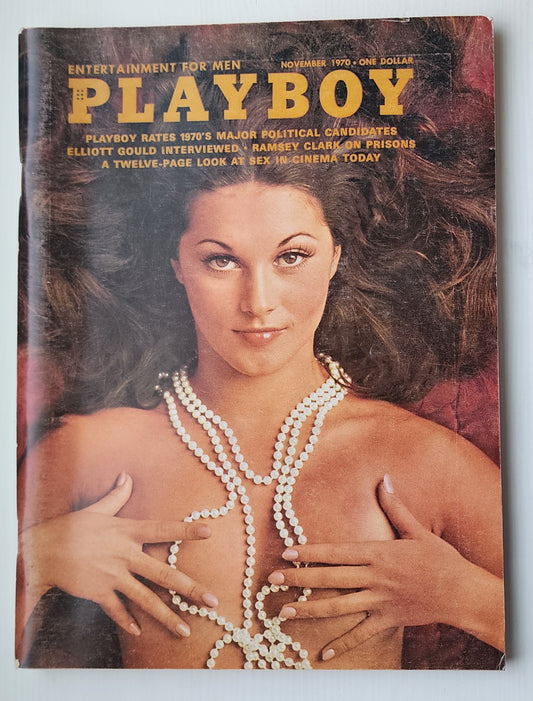 ENTERTAINMENT FOR MEN
NOVEMBER 1970 • ONE DOLLAR
PLAYBOY
PLAYBOY RATES 1970'S MAJOR POLITICAL CANDIDATES
ELLIOTT GOULD INTERVIEWED • RAMSEY CLARK ON PRISONS
A TWELVE-PAGE LOOK AT SEX IN CINEMA TODAY